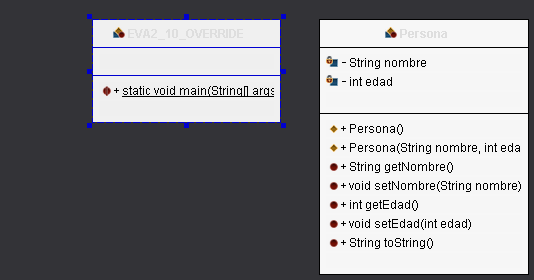 EVA2_10_OVERRIDE
+ static void main(String[] args
Persona
- String nombre
- int edad
+ Persona()
+ Persona(String nombre, int eda
+ String getNombre()
+ void setNombre(String nombre)
+ int getEdad()
+ void setEdad(int edad)
+ String toString()